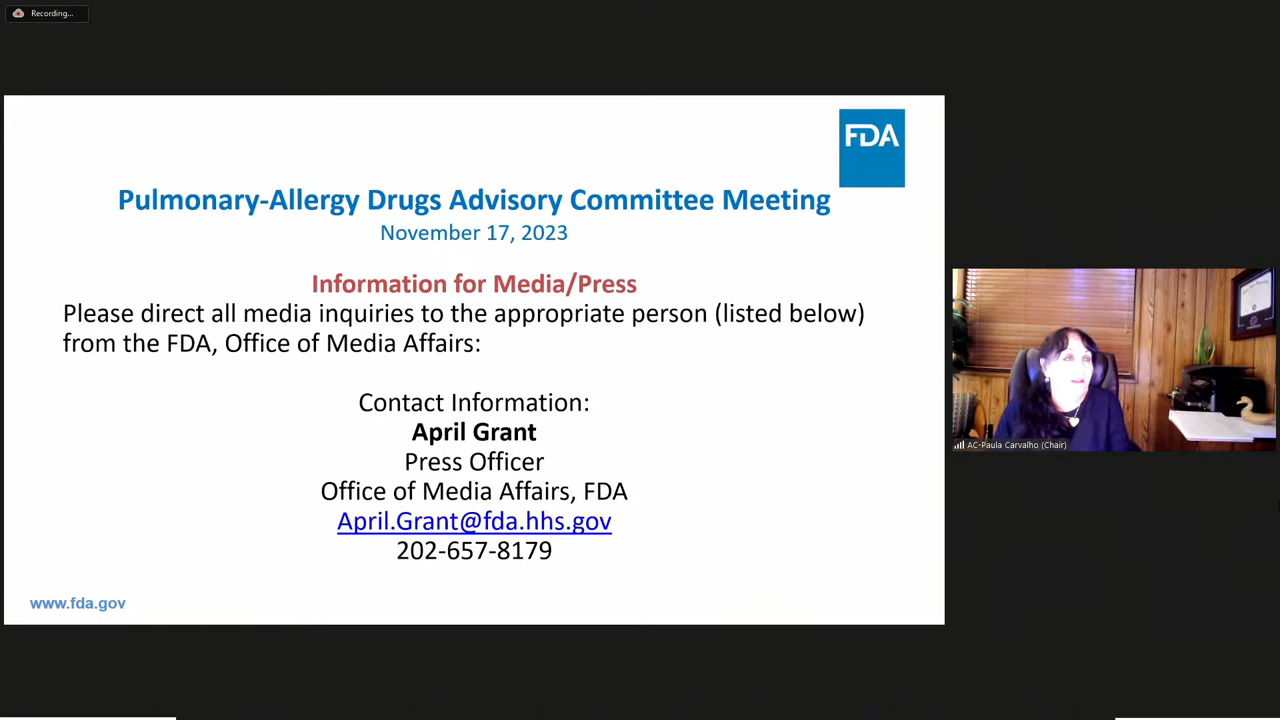 Recording...
FDA
Pulmonary-Allergy Drugs Advisory Committee Meeting
November 17, 2023
Information for Media/Press
Please direct all media inquiries to the appropriate person (listed below)
from the FDA, Office of Media Affairs:
Contact Information:
April Grant
Press Officer
Office of Media Affairs, FDA
April.Grant@fda.hhs.gov
202-657-8179
www.fda.gov
AC-Paula Carvalho (Chair)